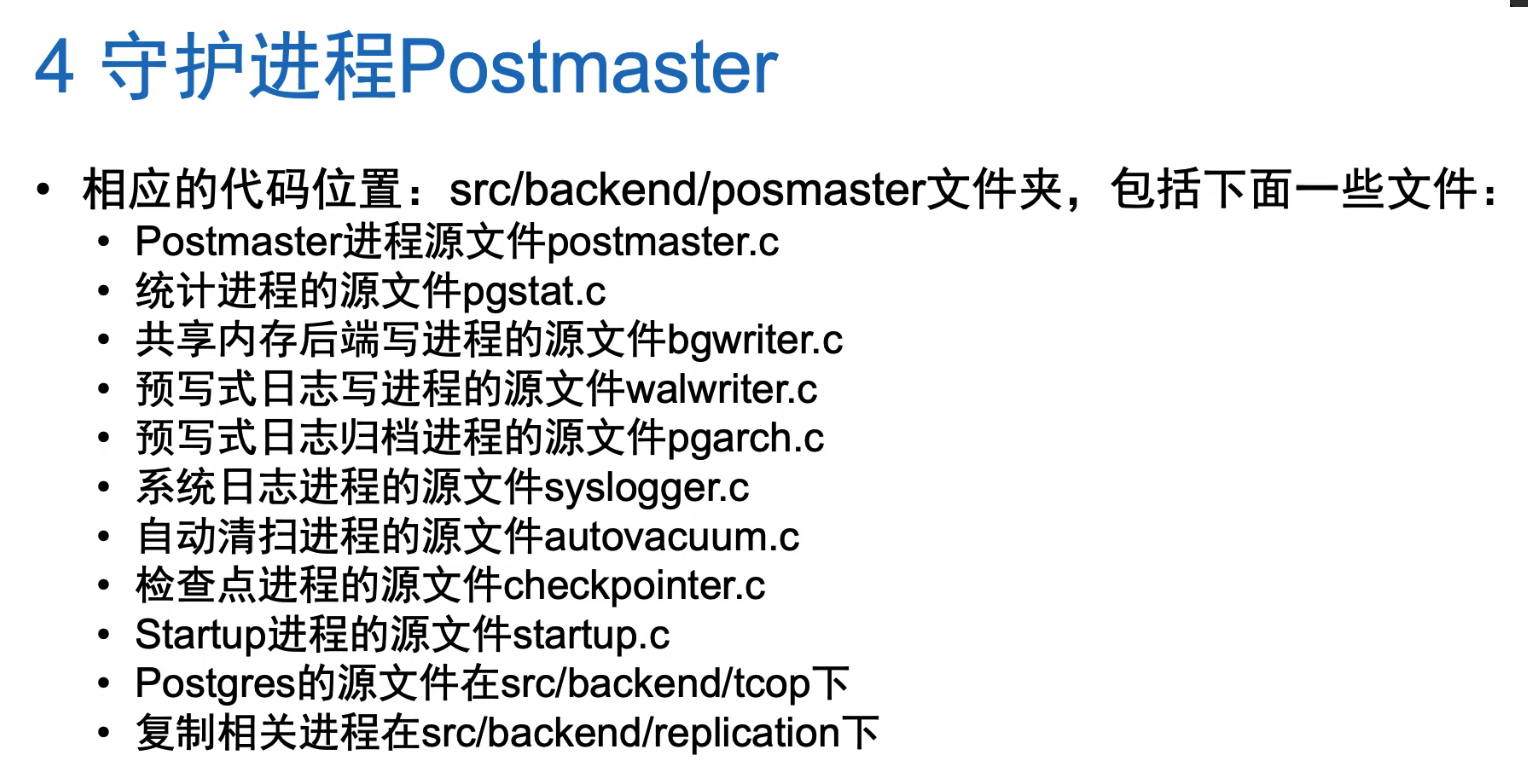 4 守护进程Postmaster
• 相应的代码位置：src/backend/posmaster文件夹，包括下面一些文件：
• Postmaster进程源文件postmaster.c
• 统计进程的源文件pgstat.c
• 共享内存后端写进程的源文件bgwriter.c
• 预写式日志写进程的源文件walwriter.c
• 预写式日志归档进程的源文件pgarch.c
• 系统日志进程的源文件syslogger.c
• 自动清扫进程的源文件autovacuum.c
• 检查点进程的源文件checkpointer.c
• Startup进程的源文件startup.c
• Postgres的源文件在src/backend/tcop下
• 复制相关进程在src/backend/replication下